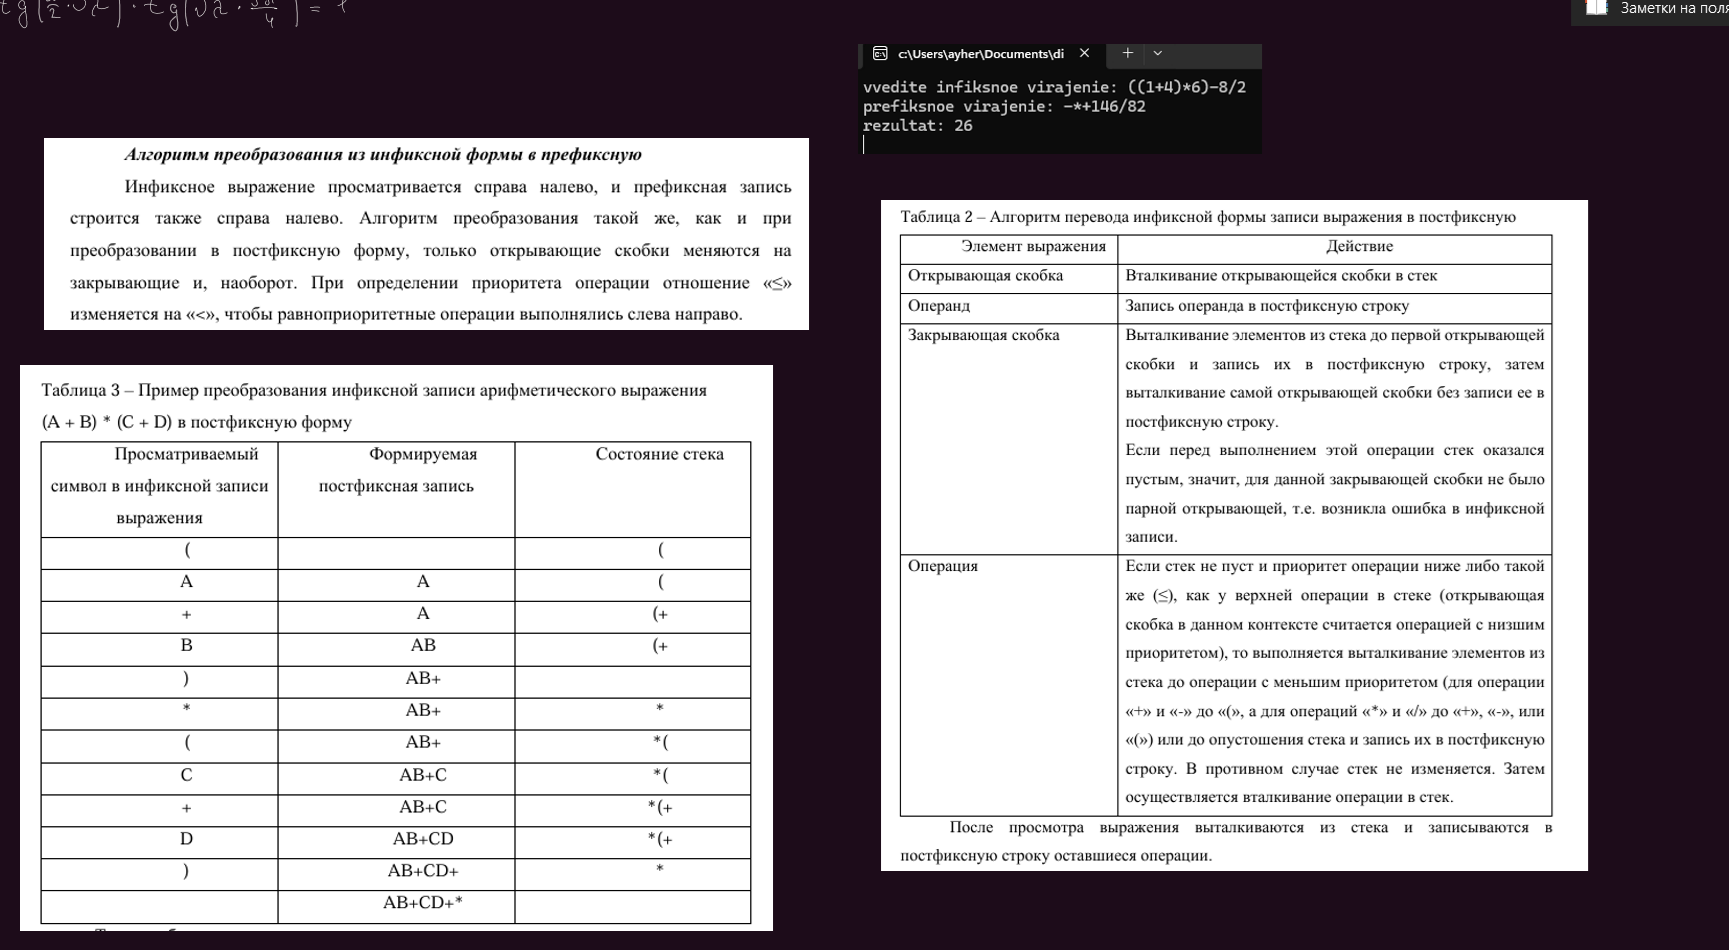 Заметки на поля
c:\Users\ayher\Documents\di
vvedite infiksnoe virajenie: ((1+4)*6)-8/2
prefiksnoe virajenie: -*+146/82
rezultat: 26
Алгоритм преобразования из инфиксной формы в префиксную
Инфиксное выражение просматривается справа налево, и префиксная запись
строится также справа налево. Алгоритм преобразования такой же, как и при
преобразовании в постфиксную форму, только открывающие скобки меняются на
закрывающие и, наоборот. При определении приоритета операции отношение «≤»
изменяется на «<», чтобы равноприоритетные операции выполнялись слева направо.
Таблица 3 – Пример преобразования инфиксной записи арифметического выражения
(A + B) * (C + D) в постфиксную форму
Просматриваемый символ в инфиксной записи выражения Формируемая постфиксная запись Состояние стека
( (
A A (
+ A (+
B AB (+
) AB+
* AB+ *
( AB+ *(
C AB+C *(
+ AB+C *(+
D AB+CD *(+
) AB+CD+ *
AB+CD+*
Таблица 2 – Алгоритм перевода инфиксной формы записи выражения в постфиксную
Элемент выражения Действие
Открывающая скобка Вталкивание открывающейся скобки в стек
Операнд Запись операнда в постфиксную строку
Закрывающая скобка Выталкивание элементов из стека до первой открывающей
скобки и запись их в постфиксную строку, затем
выталкивание самой открывающей скобки без записи ее в
постфиксную строку.
Если перед выполнением этой операции стек оказался
пустым, значит, для данной закрывающей скобки не было
парной открывающей, т.е. возникла ошибка в инфиксной
записи.
Операция Если стек не пуст и приоритет операции ниже либо такой
же (≤), как у верхней операции в стеке (открывающая
скобка в данном контексте считается операцией с низшим
приоритетом), то выполняется выталкивание элементов из
стека до операции с меньшим приоритетом (для операции
«+» и «-» до «(», а для операций «*» и «/» до «+», «-», или
«(») или до опустошения стека и запись их в постфиксную
строку. В противном случае стек не изменяется. Затем
осуществляется вталкивание операции в стек.
После просмотра выражения выталкиваются из стека и записываются в
постфиксную строку оставшиеся операции.